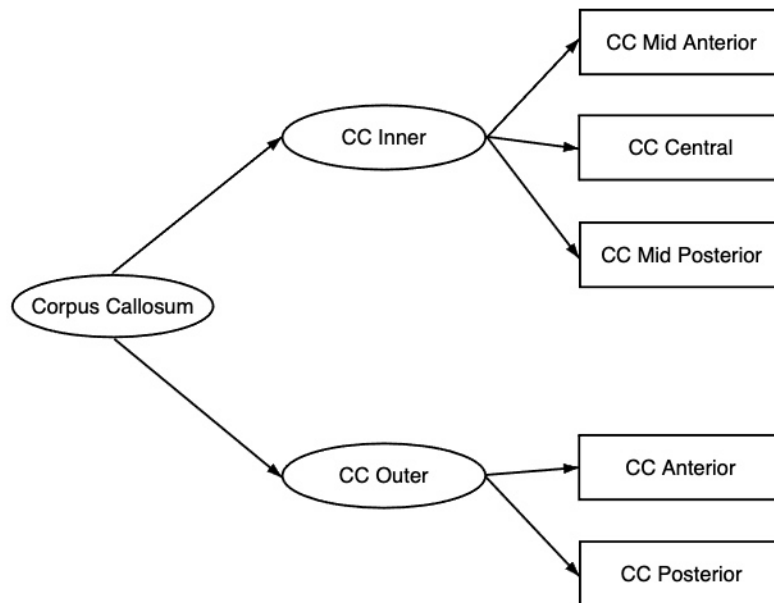 CC Mid Anterior
CC Inner
CC Central
CC Mid Posterior
Corpus Callosum
CC Anterior
CC Outer
CC Posterior